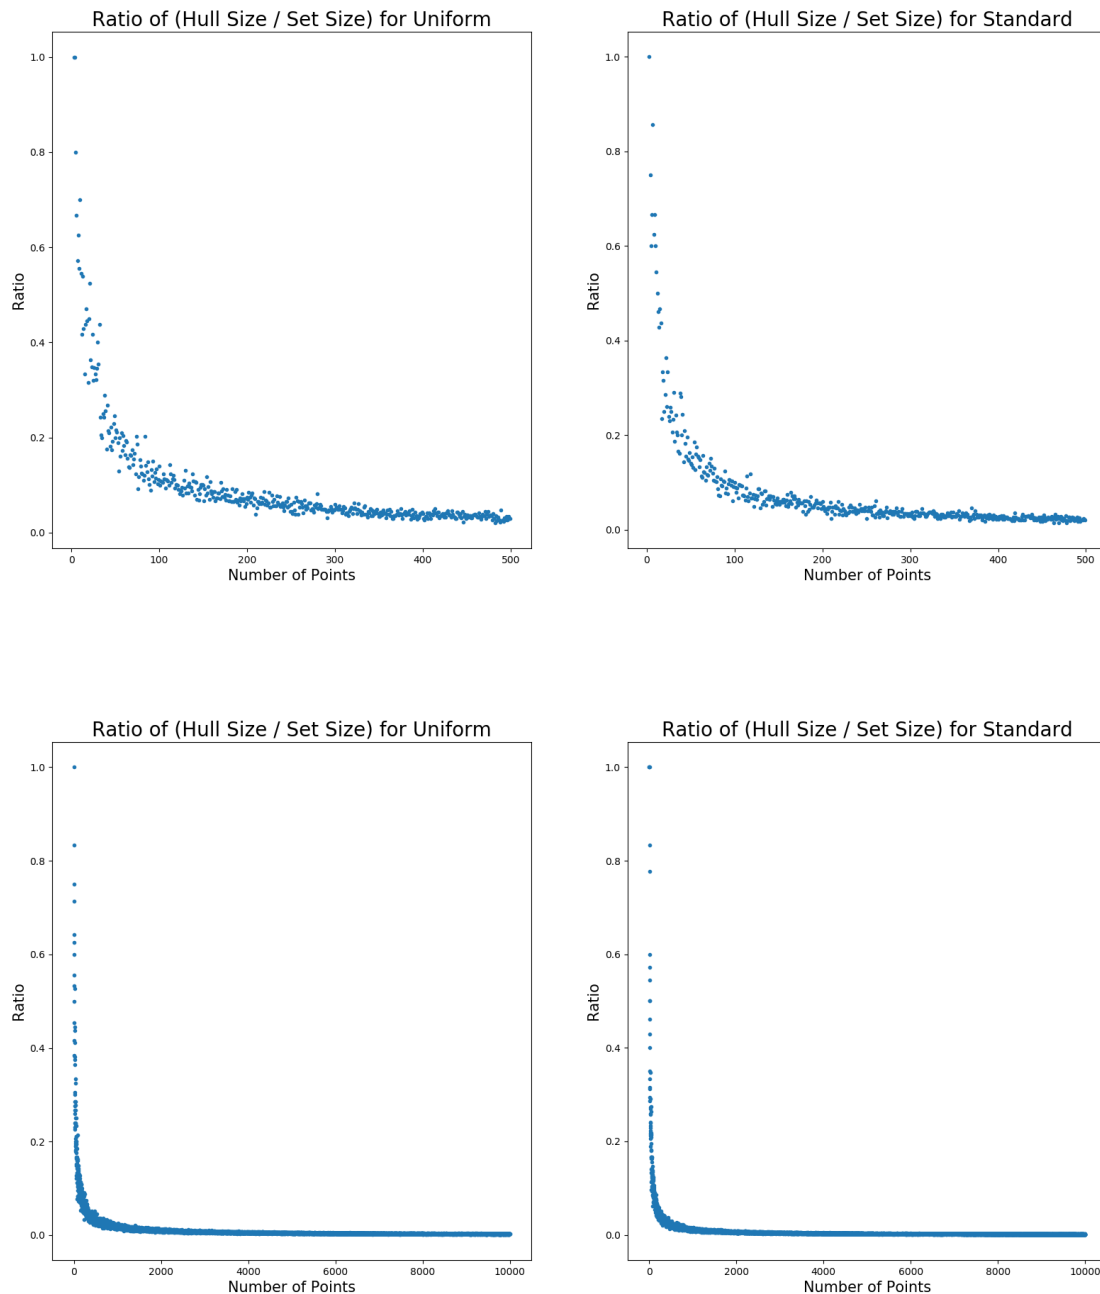 Ratio of (Hull Size / Set Size) for Uniform
1.0
0.8
0.6
0.4
0.2
0.0
Ratio
0 100 200 300 400 500
Number of Points
Ratio of (Hull Size / Set Size) for Standard
1.0
0.8
0.6
0.4
0.2
0.0
Ratio
0 100 200 300 400 500
Number of Points
Ratio of (Hull Size / Set Size) for Uniform
1.0
0.8
0.6
0.4
0.2
0.0
Ratio
0 2000 4000 6000 8000 10000
Number of Points
Ratio of (Hull Size / Set Size) for Standard
1.0
0.8
0.6
0.4
0.2
0.0
Ratio
0 2000 4000 6000 8000 10000
Number of Points